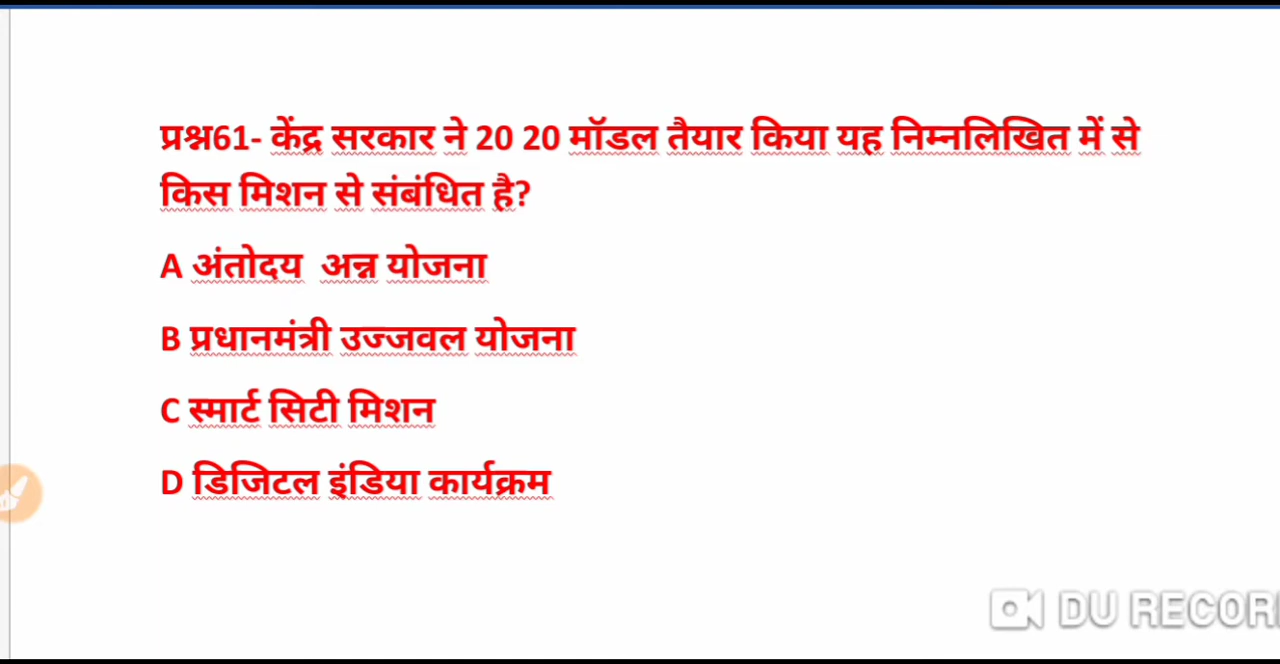 प्रश्न61- केंद्र सरकार ने 20 20 मॉडल तैयार किया यह निम्नलिखित में से
किस मिशन से संबंधित है?
A अंतोदय अन्न योजना
B प्रधानमंत्री उज्जवल योजना
C स्मार्ट सिटी मिशन
D डिजिटल इंडिया कार्यक्रम
DU RECOR